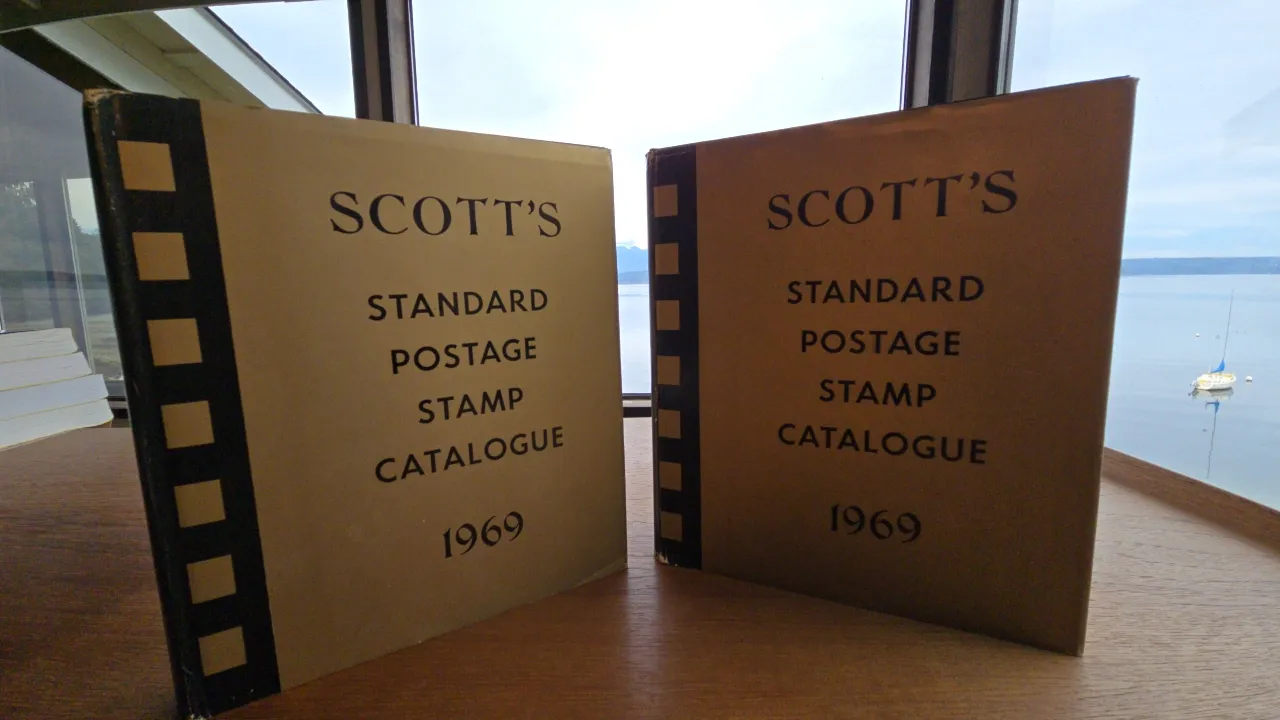 SCOTT'S
STANDARD
POSTAGE
STAMP
CATALOGUE
1969
SCOTT'S
STANDARD
POSTAGE
STAMP
CATALOGUE
1969